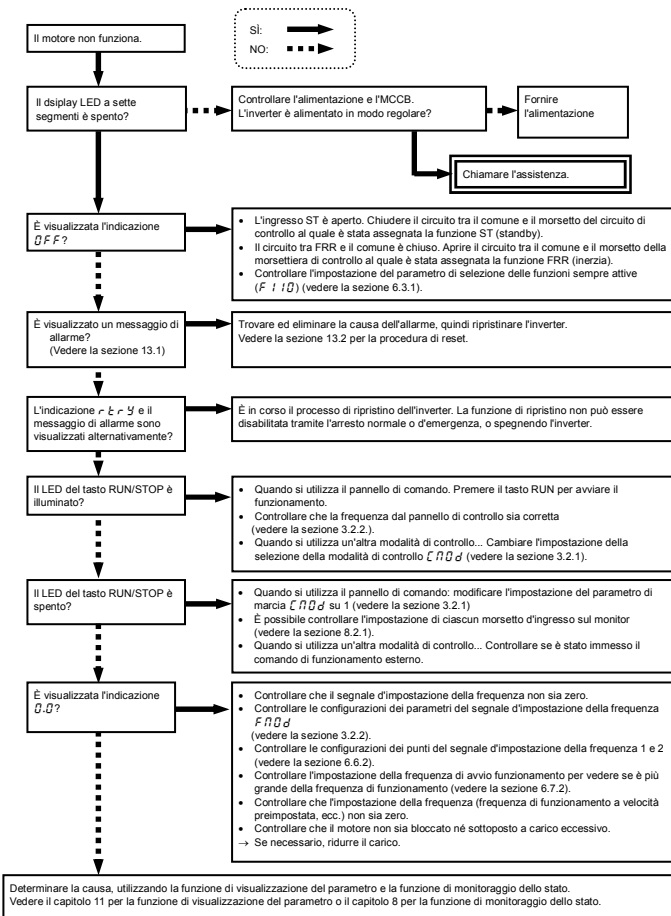 Il motore non funziona.
SÌ:
NO:
Il dsiplay LED a sette
segmenti è spento?
Controllare l'alimentazione e l'MCCB.
L'inverter è alimentato in modo regolare?
Fornire
l'alimentazione
Chiamare l'assistenza.
È visualizzata l'indicazione
OFF?
• L'ingresso ST è aperto. Chiudere il circuito tra il comune e il morsetto del circuito di
controllo al quale è stata assegnata la funzione ST (standby).
• Il circuito tra FRR e il comune è chiuso. Aprire il circuito tra il comune e il morsetto della
morsettiera di controllo al quale è stata assegnata la funzione FRR (inerzia).
• Controllare l'impostazione del parametro di selezione delle funzioni sempre attive
(F110) (vedere la sezione 6.3.1).
È visualizzato un messaggio di
allarme?
(Vedere la sezione 13.1)
Trovare ed eliminare la causa dell'allarme, quindi ripristinare l'inverter.
Vedere la sezione 13.2 per la procedura di reset.
L'indicazione rtry e il
messaggio di allarme sono
visualizzati alternativamente?
È in corso il processo di ripristino dell'inverter. La funzione di ripristino non può essere
disabilitata tramite l'arresto normale o d'emergenza, o spegnendo l'inverter.
Il LED del tasto RUN/STOP è
illuminato?
• Quando si utilizza il pannello di comando. Premere il tasto RUN per avviare il
funzionamento.
• Controllare che la frequenza dal pannello di controllo sia corretta
(vedere la sezione 3.2.2.).
• Quando si utilizza un'altra modalità di controllo... Cambiare l'impostazione della
selezione della modalità di controllo CMOd (vedere la sezione 3.2.1).
Il LED del tasto RUN/STOP è
spento?
• Quando si utilizza il pannello di comando: modificare l'impostazione del parametro di
marcia CMOd su 1 (vedere la sezione 3.2.1)
• È possibile controllare l'impostazione di ciascun morsetto d'ingresso sul monitor
(vedere la sezione 8.2.1).
• Quando si utilizza un'altra modalità di controllo... Controllare se è stato immesso il
comando di funzionamento esterno.
È visualizzata l'indicazione
0.0?
• Controllare che il segnale d'impostazione della frequenza non sia zero.
• Controllare le configurazioni dei parametri del segnale d'impostazione della frequenza
FMOd
(vedere la sezione 3.2.2).
• Controllare le configurazioni dei punti del segnale d'impostazione della frequenza 1 e 2
(vedere la sezione 6.6.2).
• Controllare l'impostazione della frequenza di avvio funzionamento per vedere se è più
grande della frequenza di funzionamento (vedere la sezione 6.7.2).
• Controllare che l'impostazione della frequenza (frequenza di funzionamento a velocità
preimpostata, ecc.) non sia zero.
• Controllare che il motore non sia bloccato né sottoposto a carico eccessivo.
→ Se necessario, ridurre il carico.
Determinare la causa, utilizzando la funzione di visualizzazione del parametro e la funzione di monitoraggio dello stato.
Vedere il capitolo 11 per la funzione di visualizzazione del parametro o il capitolo 8 per la funzione di monitoraggio dello stato.